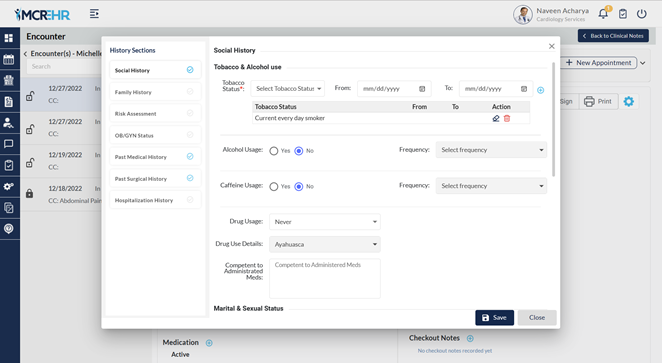 MCREHR
Naveen Acharya
Cardiology Services
Encounter
Back to Clinical Notes
Encounter(s) - Michelle
Search
New Appointment
12/27/2022 In
CC:
12/27/2022 In
CC:
12/19/2022 In
CC:
12/18/2022 In
CC: Abdominal Pain
Sign
Print
History Sections
Social History
Family History
Risk Assessment
OB/GYN Status
Past Medical History
Past Surgical History
Hospitalization History
Social History
Tobacco & Alcohol use
Tobacco Status*: Select Tobacco Status From: mm/dd/yyyy To: mm/dd/yyyy
Tobacco Status From To Action
Current every day smoker
Alcohol Usage: Yes No Frequency: Select frequency
Caffeine Usage: Yes No Frequency: Select frequency
Drug Usage: Never
Drug Use Details: Ayahuasca
Competent to Administrated Meds: Competent to Administered Meds
Marital & Sexual Status
Save Close
Medication
Active
Checkout Notes
No checkout notes recorded yet.